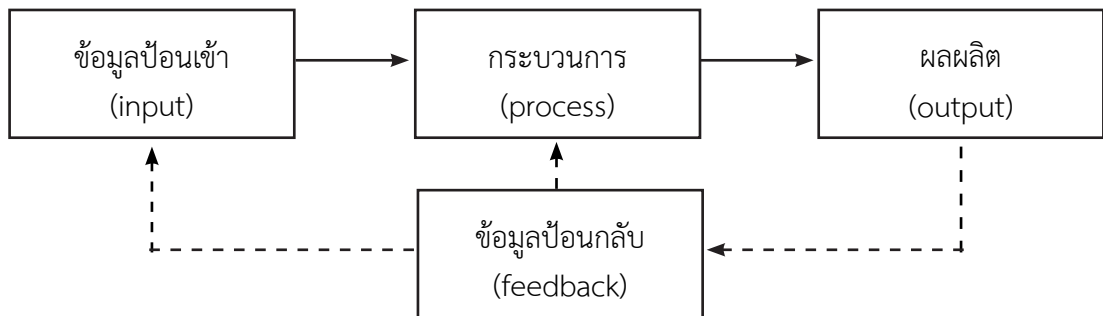 ข้อมูลป้อนเข้า
(input)
กระบวนการ
(process)
ผลผลิต
(output)
ข้อมูลป้อนกลับ
(feedback)